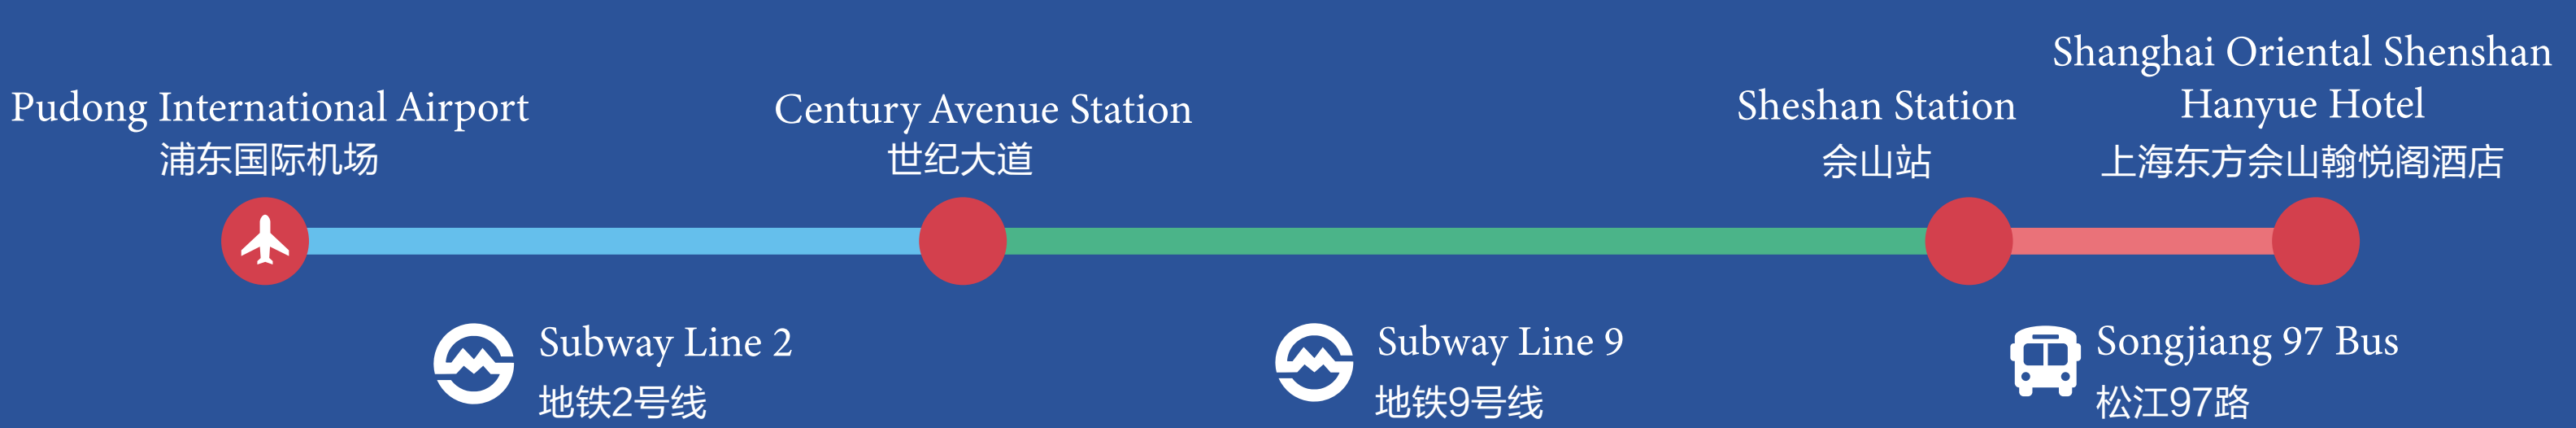 Pudong International Airport
浦东国际机场
Century Avenue Station
世纪大道
Sheshan Station
佘山站
Shanghai Oriental Shenshan
Hanyue Hotel
上海东方佘山翰悦阁酒店
Subway Line 2
地铁2号线
Subway Line 9
地铁9号线
Songjiang 97 Bus
松江97路